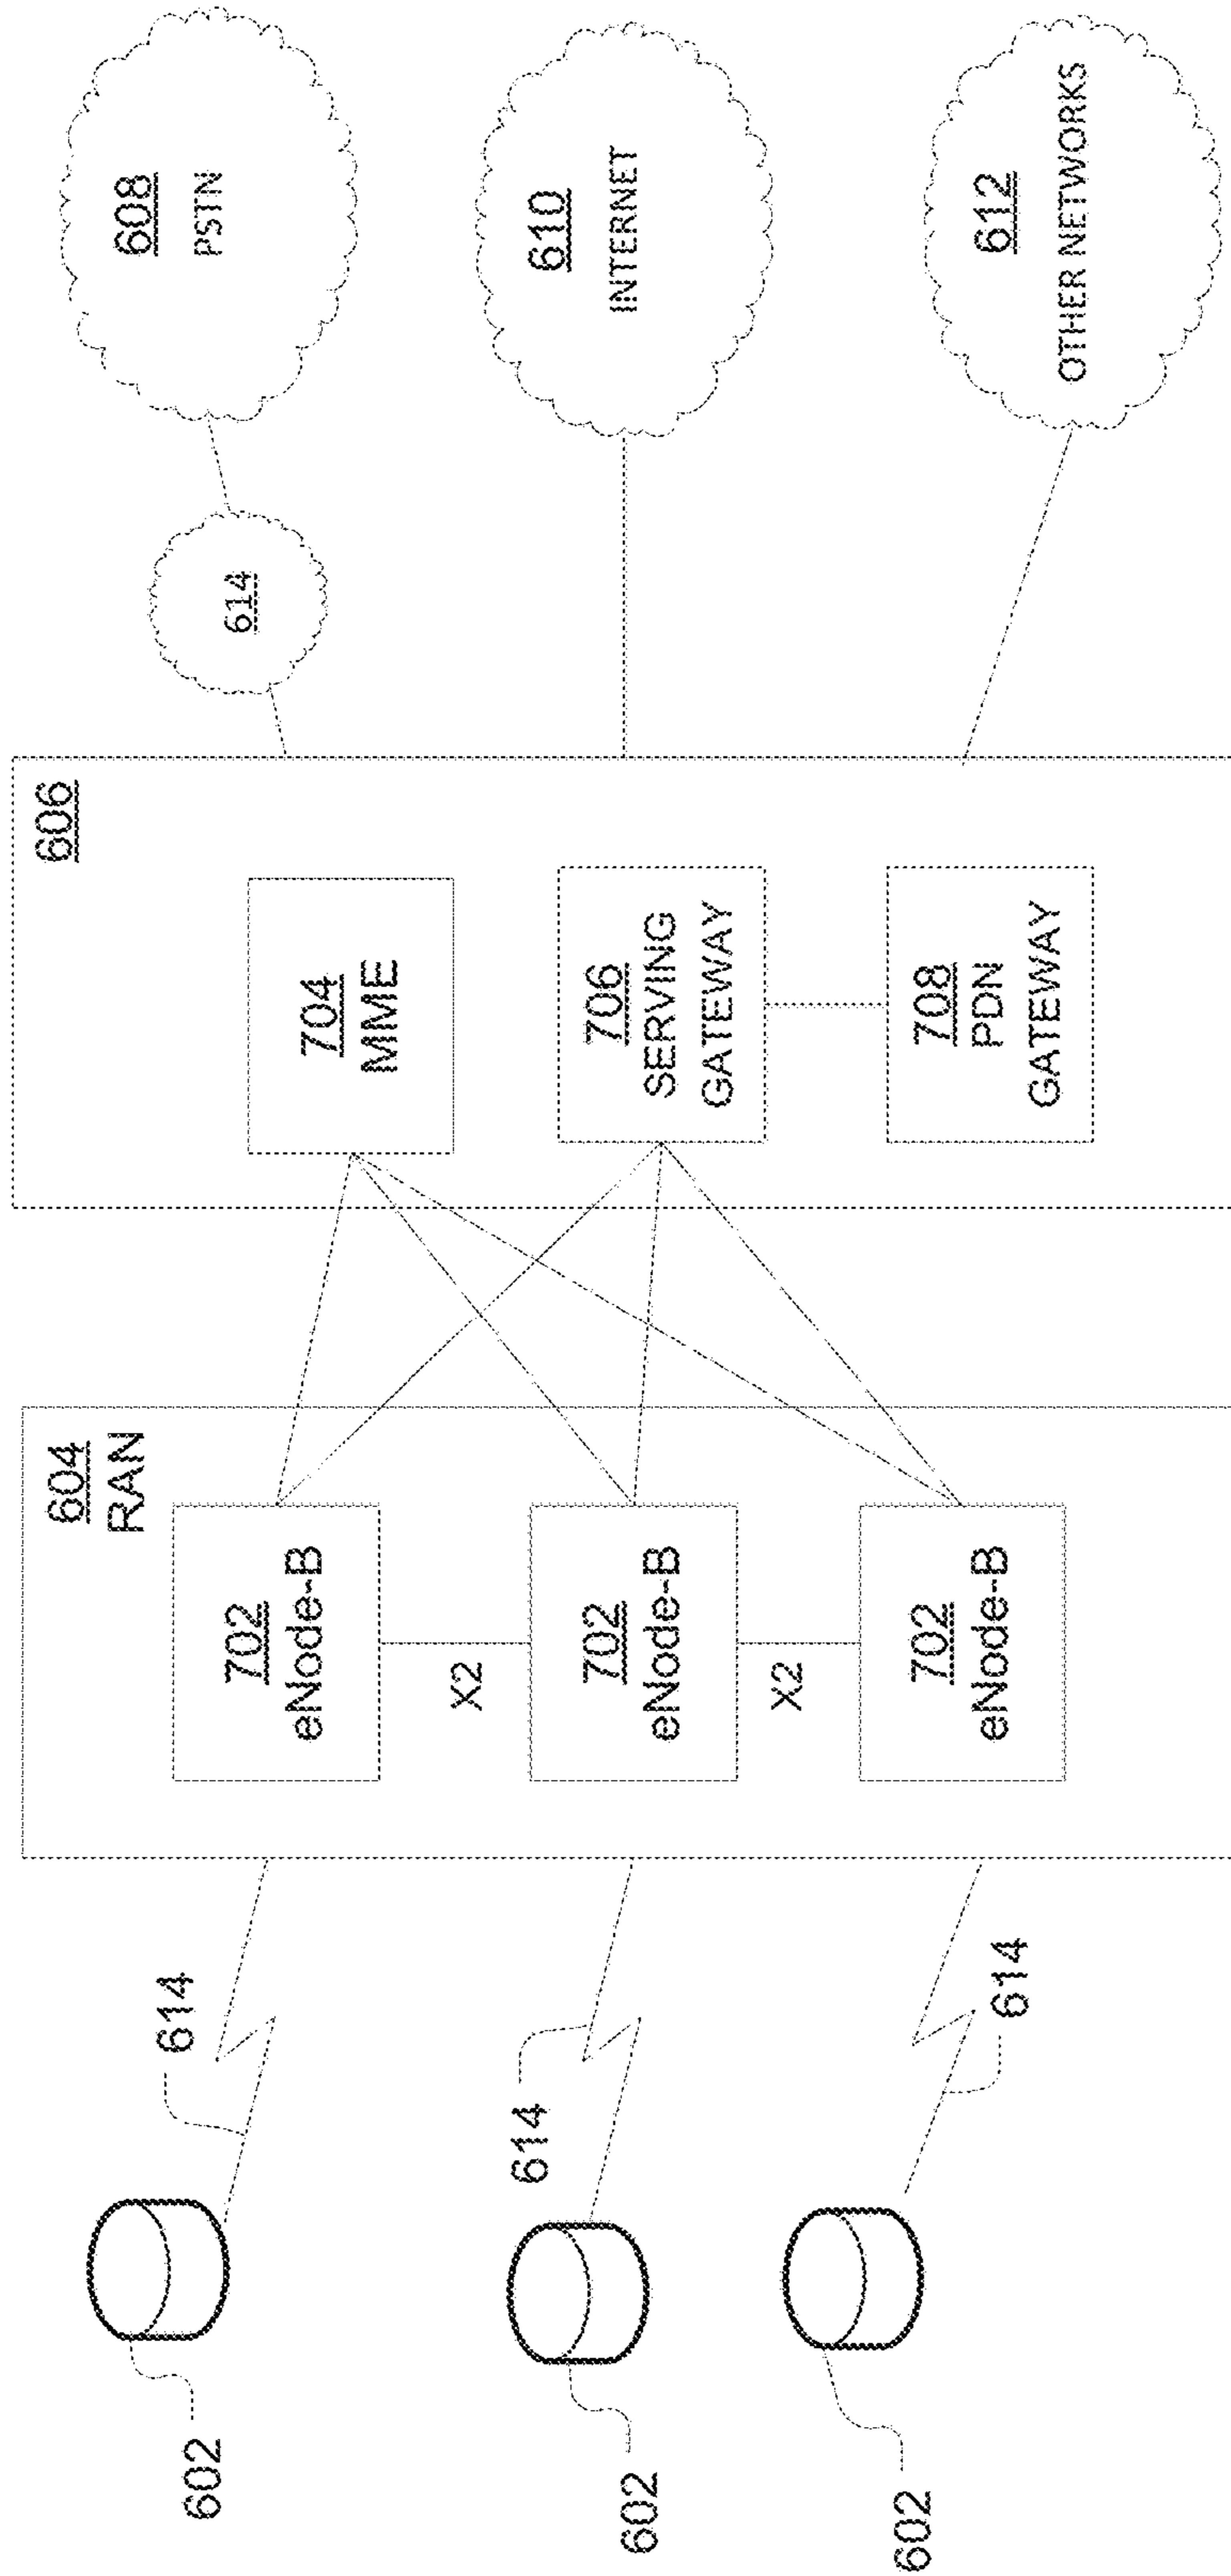 602
614
602
614
602
614
604
RAN
702
eNode-B
X2
702
eNode-B
X2
702
eNode-B
606
704
MME
706
SERVING
GATEWAY
708
PDN
GATEWAY
614
608
PSTN
610
INTERNET
612
OTHER NETWORKS